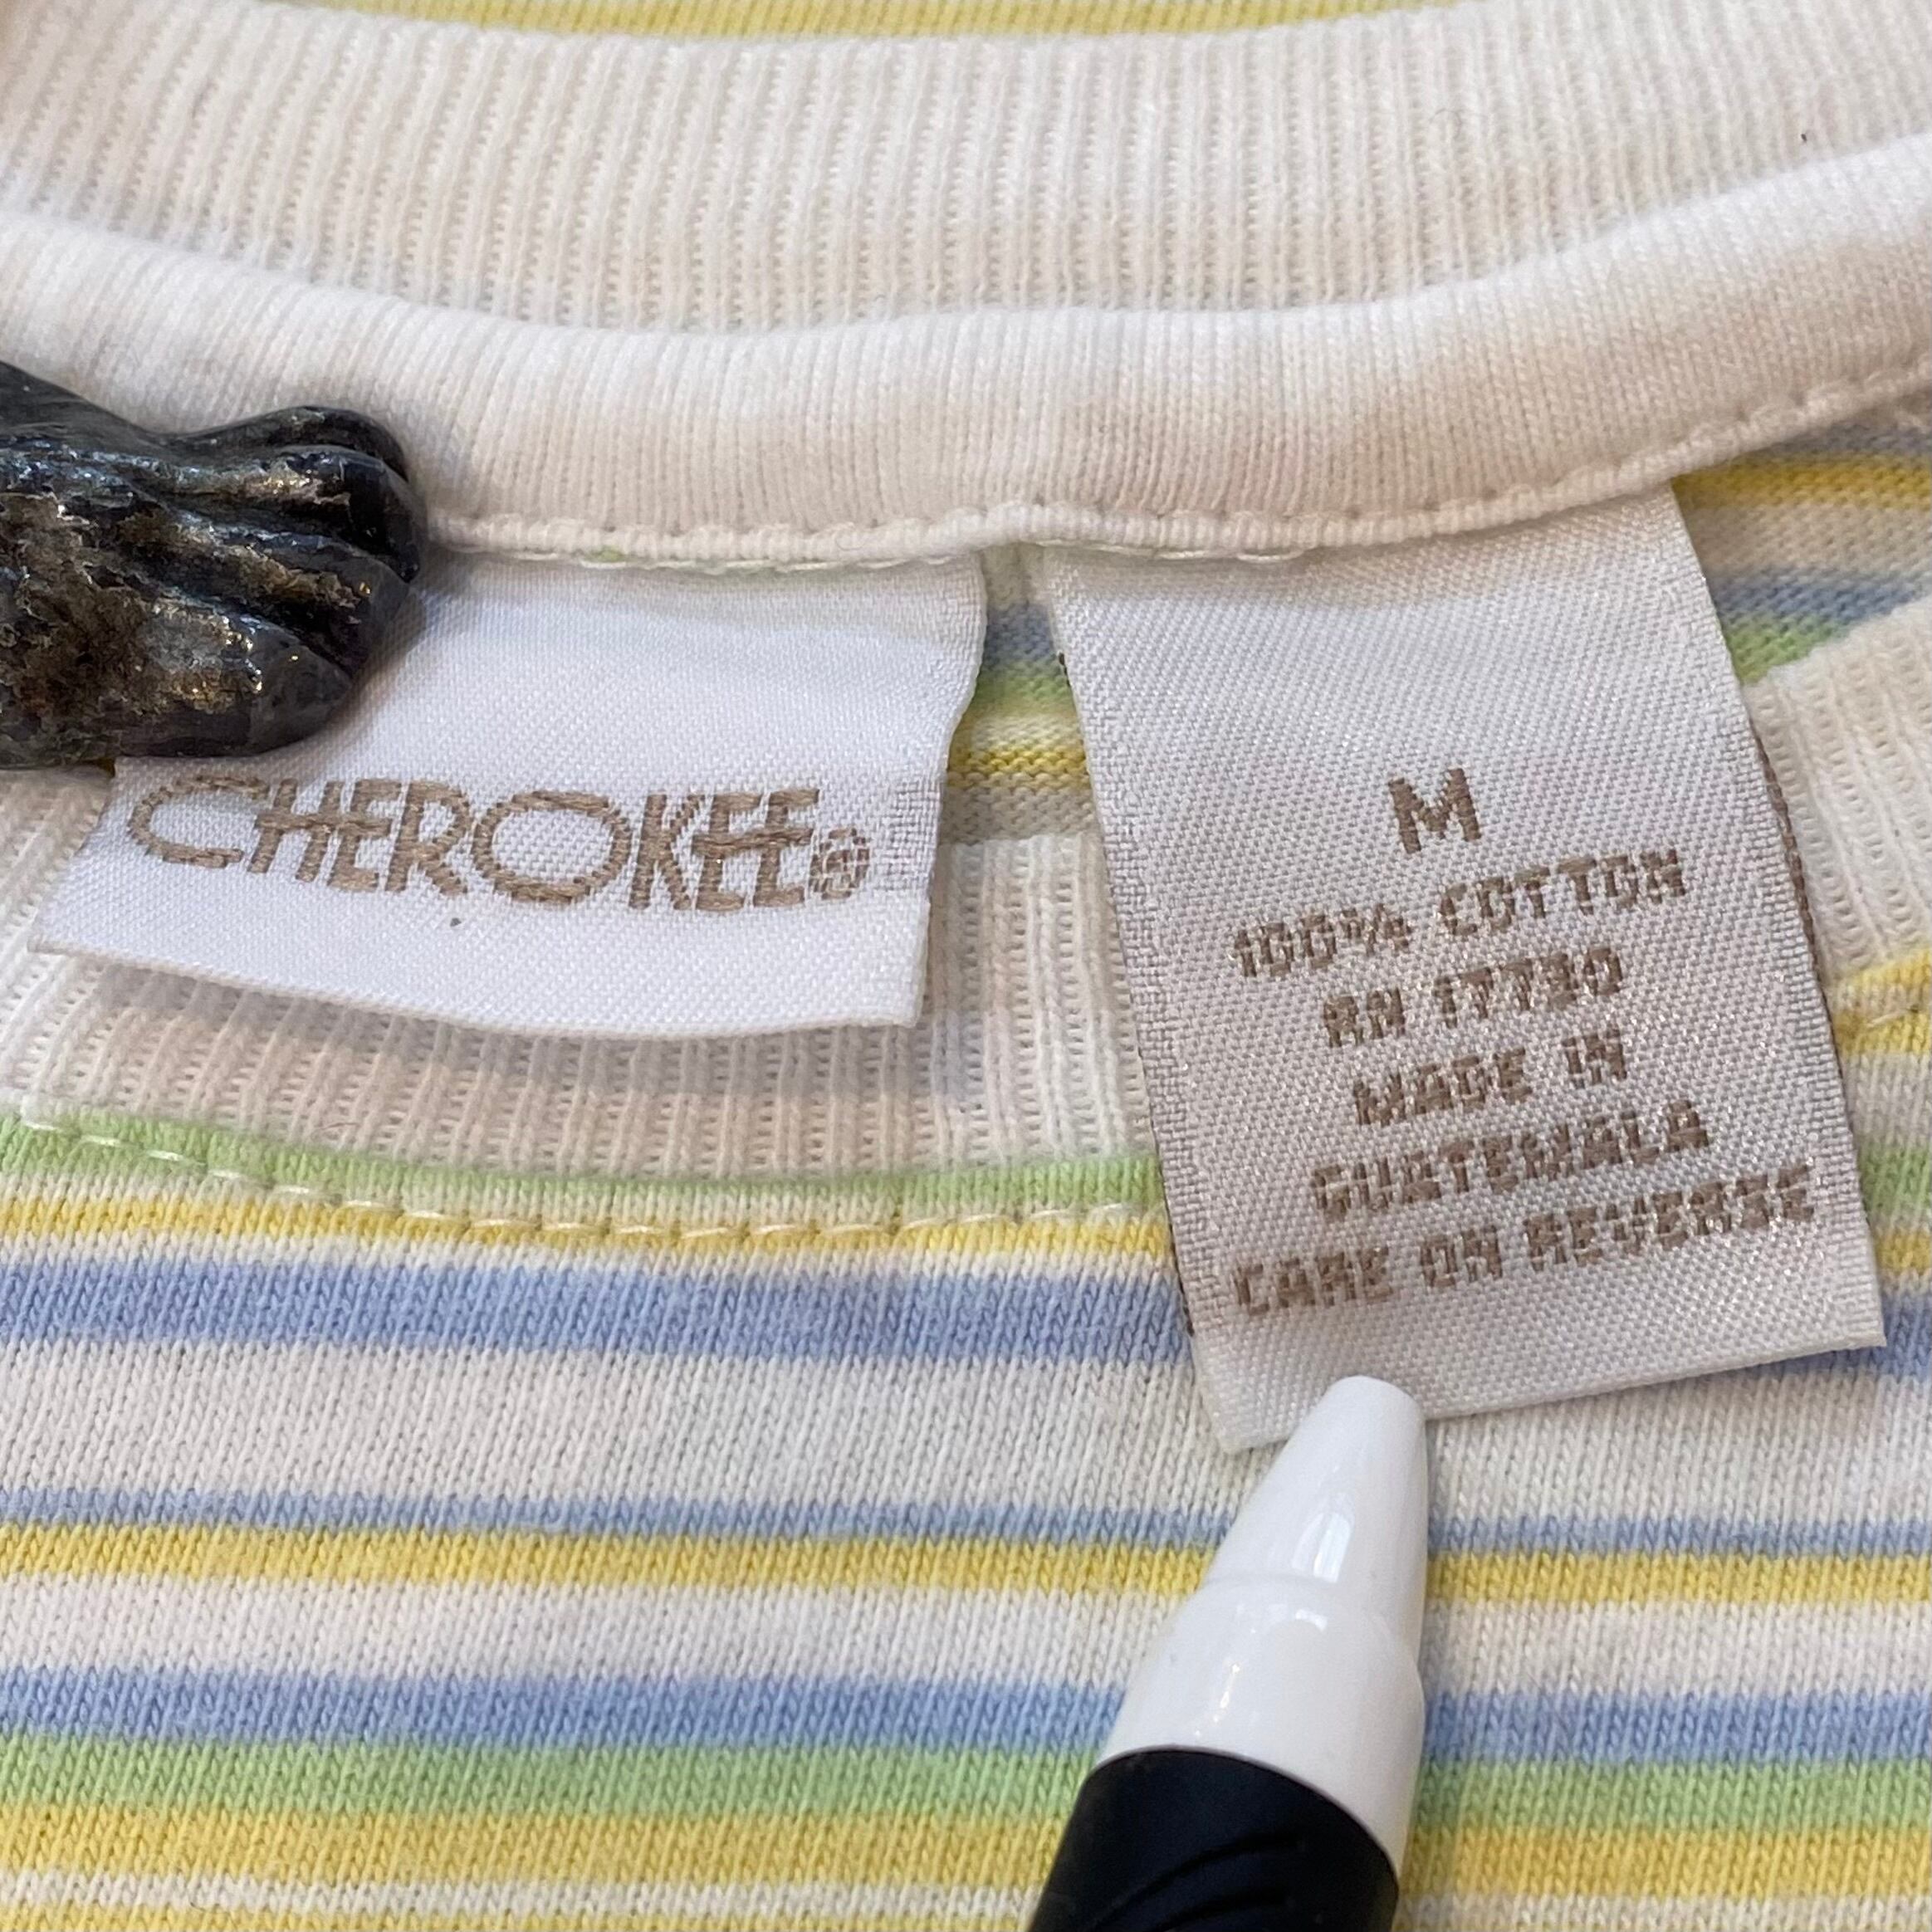 CHEROKEE®
M
100% COTTON
RN 17730
MADE IN
GUATEMALA
CARE ON REVERSE